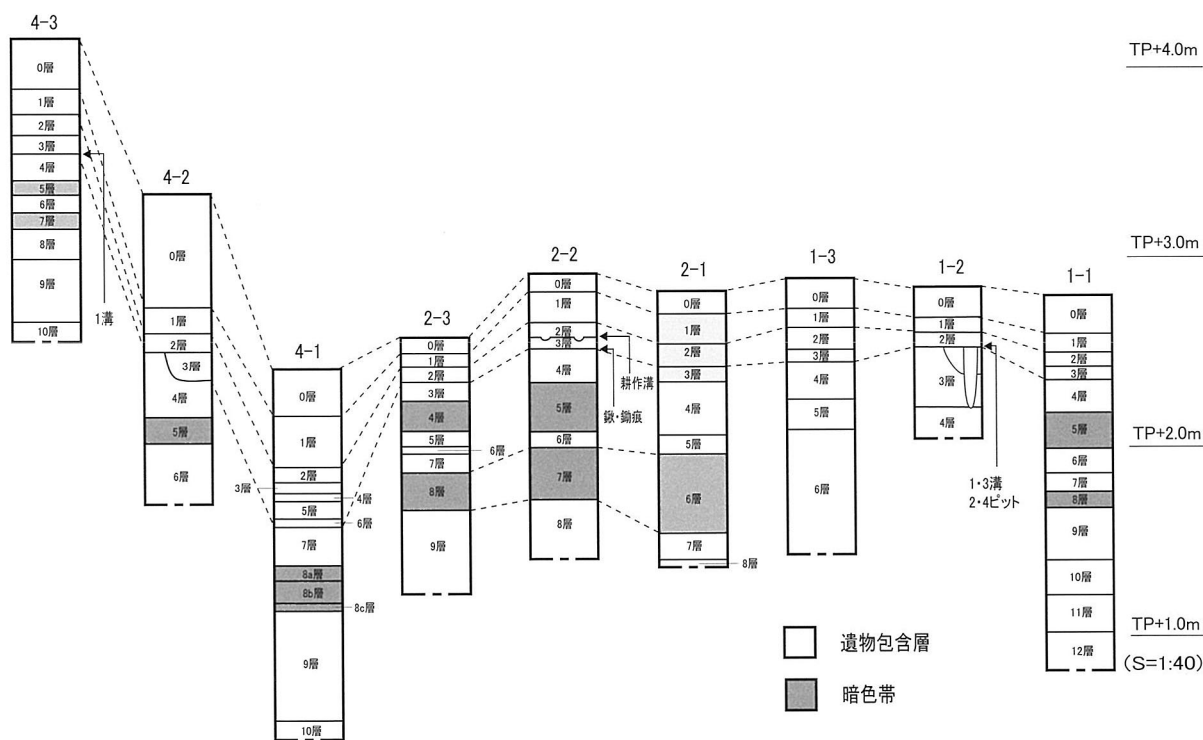 4-3
0層
1層
2層
3層
4層
5層
6層
7層
8層
9層
10層
1溝
4-2
0層
1層
2層
3層
4層
5層
6層
4-1
0層
1層
2層
3層
4層
5層
6層
7層
8a層
8b層
8c層
9層
10層
2-3
0層
1層
2層
3層
4層
5層
6層
7層
8層
9層
2-2
0層
1層
2層
3層
4層
5層
6層
7層
8層
耕作溝
鍬・鋤痕
2-1
0層
1層
2層
3層
4層
5層
6層
7層
8層
1-3
0層
1層
2層
3層
4層
5層
6層
1-2
0層
1層
2層
3層
4層
1・3溝
2・4ピット
1-1
0層
1層
2層
3層
4層
5層
6層
7層
8層
9層
10層
11層
12層
TP+4.0m
TP+3.0m
TP+2.0m
TP+1.0m
(S=1:40)
遺物包含層
暗色帯